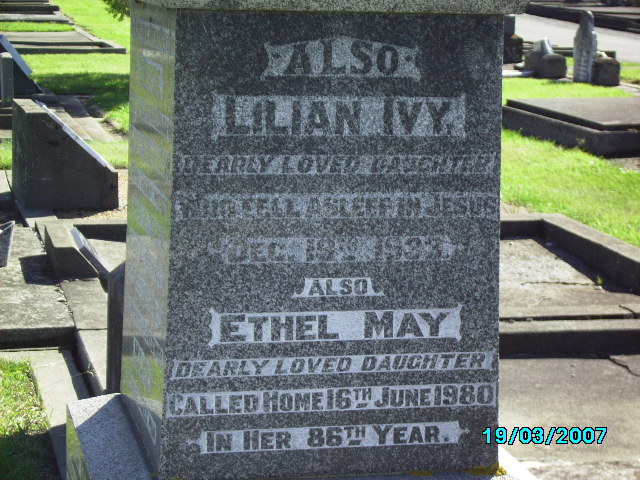 ALSO
LILIAN IVY.
DEARLY LOVED DAUGHTER
WHO FELL ASLEEP IN JESUS
DEC.
ALSO
ETHEL MAY
DEARLY LOVED DAUGHTER
CALLED HOME 16TH JUNE 1980
IN HER 86TH YEAR.
19/03/2007